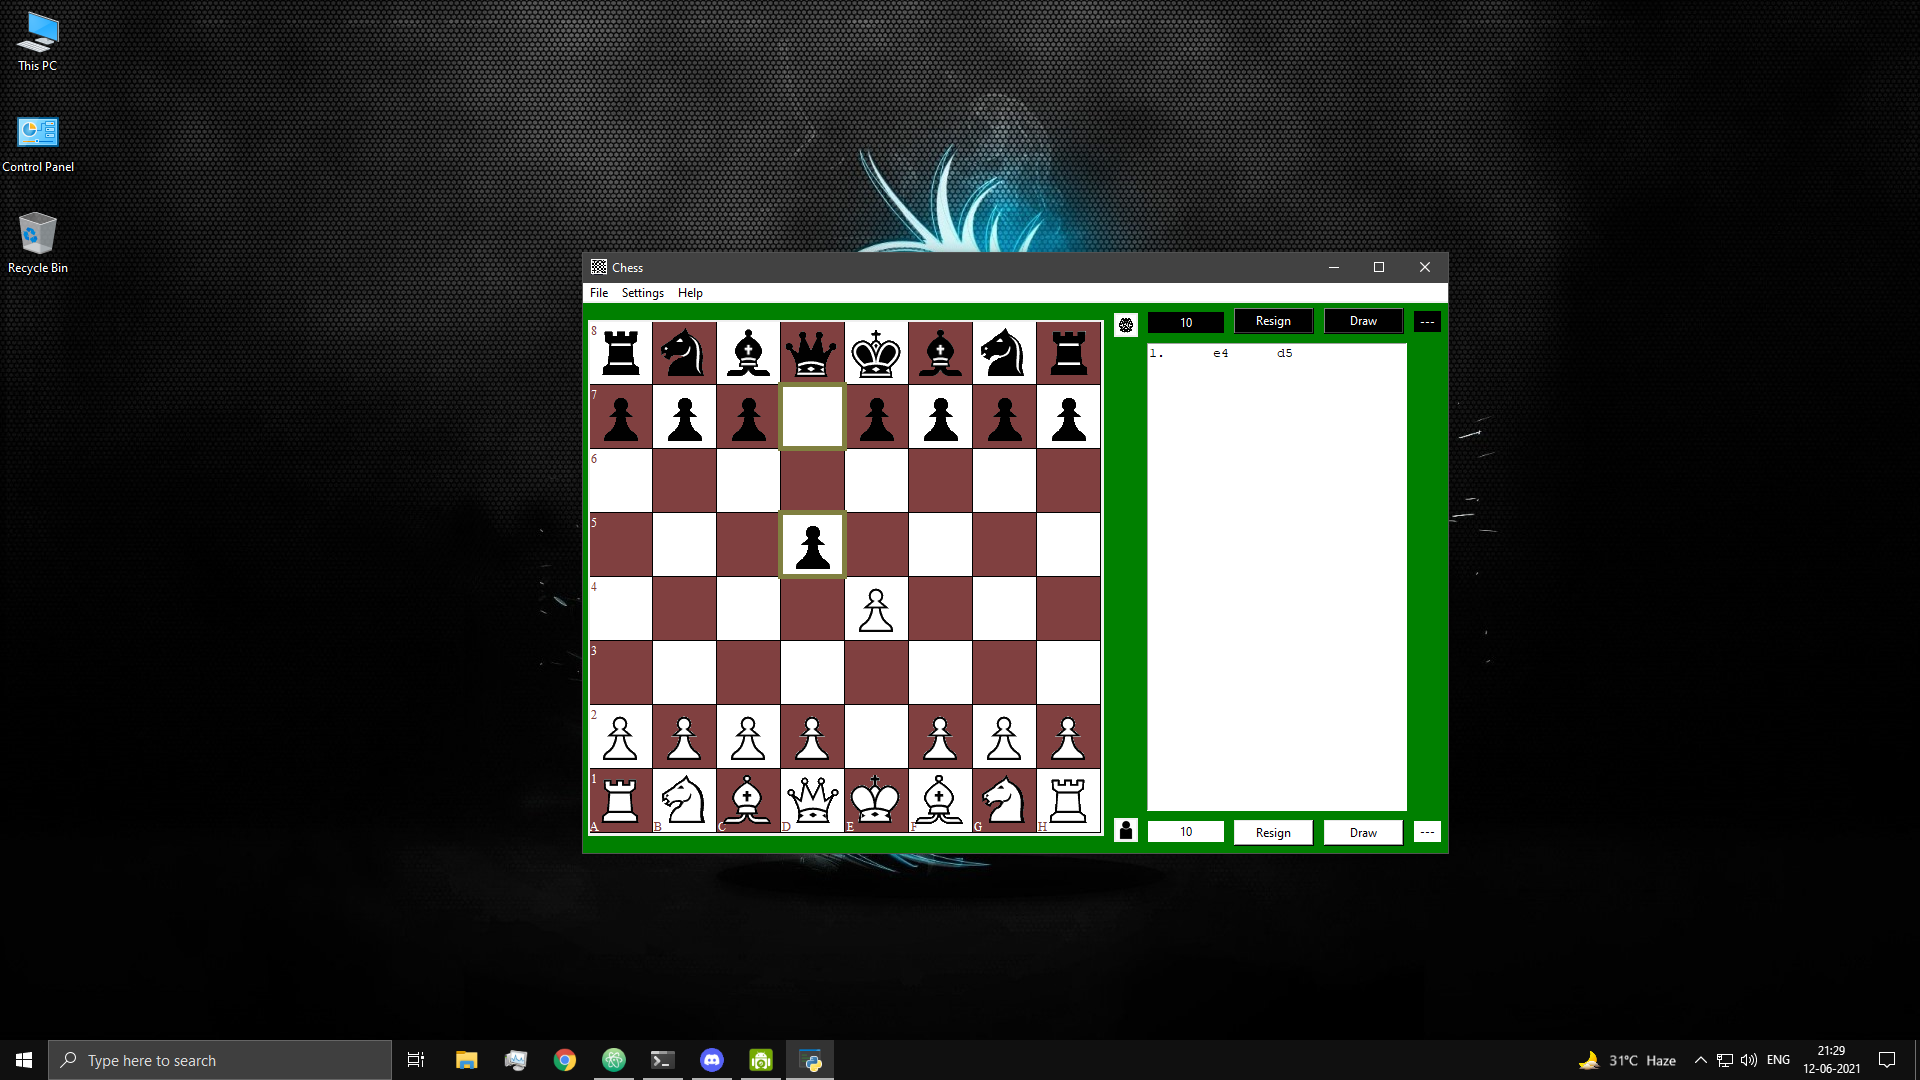 This PC
Control Panel
Recycle Bin
Chess
File Settings Help
10 Resign Draw ---
1. e4 d5
8
7
6
5
4
3
2
1
A B C D E F G H
10 Resign Draw ---
Type here to search
31°C Haze
ENG
21:29
12-06-2021